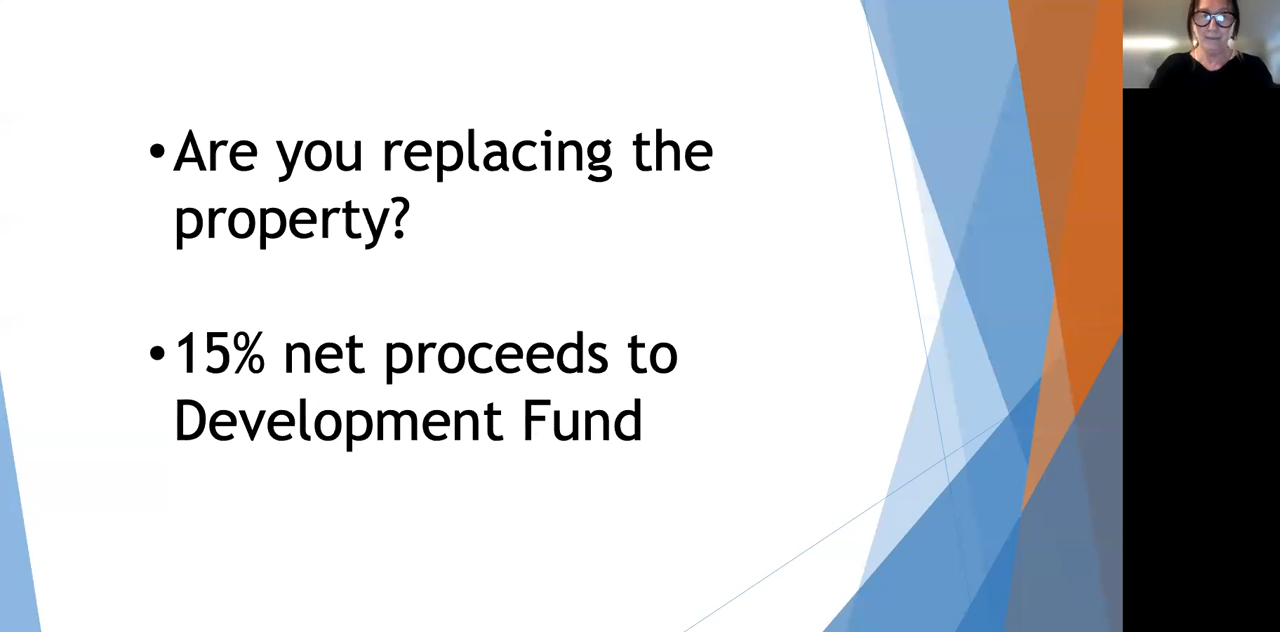 •Are you replacing the
property?
•15% net proceeds to
Development Fund